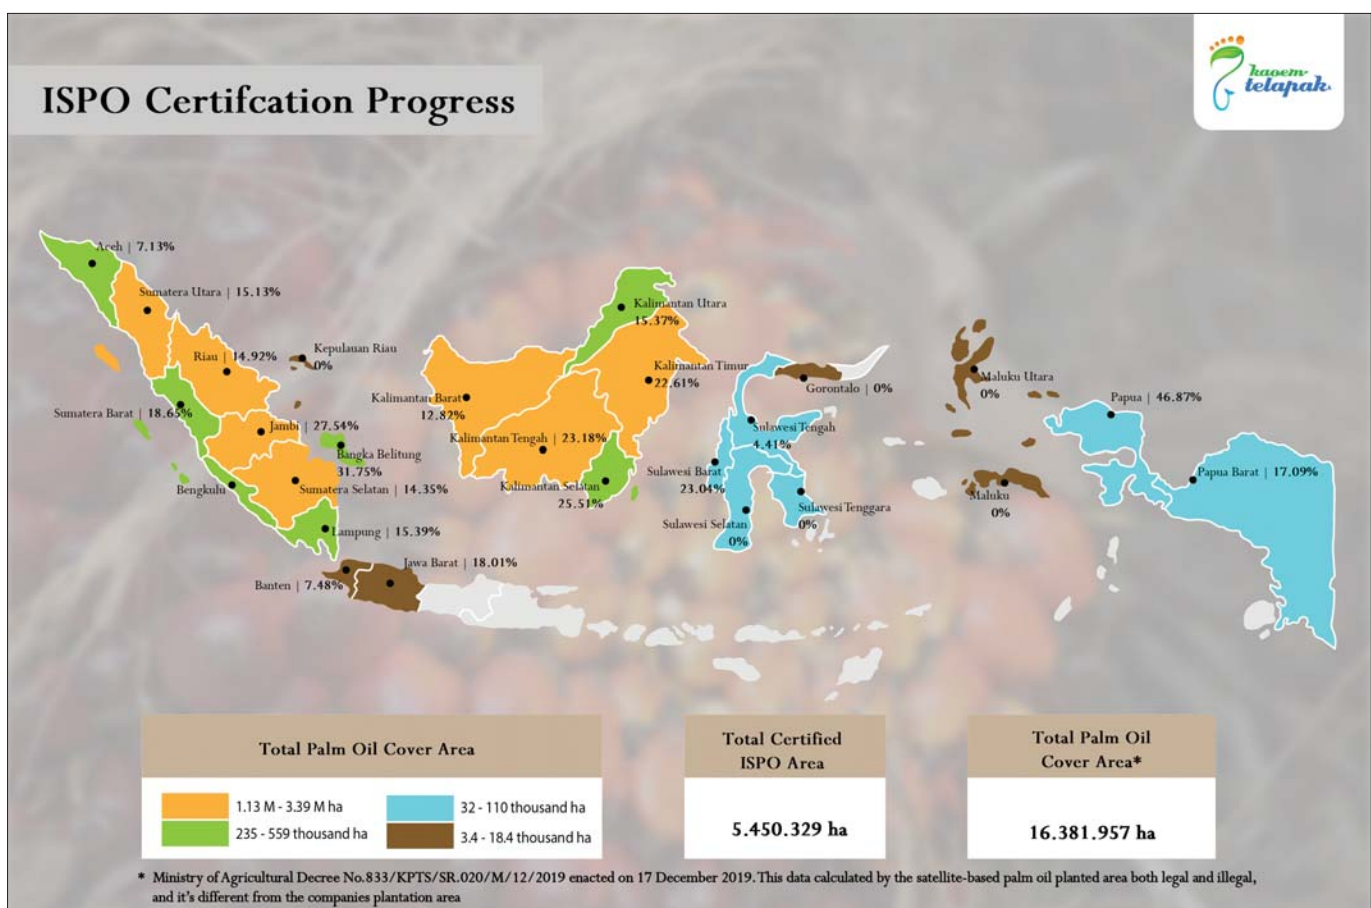 ISPO Certifcation Progress
kaoem
telapak
Aceh | 7.13%
Sumatera Utara | 15.13%
Kalimantan Utara
15.37%
Riau | 14.92%
Kepulauan Riau
0%
Kalimantan Timur
22.61%
Gorontalo | 0%
Maluku Utara
0%
Kalimantan Barat
12.82%
Papua | 46.87%
Sumatera Barat | 18.65%
Jambi | 27.54%
Kalimantan Tengah | 23.18%
Sulawesi Tengah
4.41%
Bangka Belitung
31.75%
Sulawesi Barat
23.04%
Papua Barat | 17.09%
Bengkulu
Sumatera Selatan | 14.35%
Kalimantan Selatan
25.51%
Maluku
0%
Sulawesi Tenggara
0%
Sulawesi Selatan
0%
Lampung | 15.39%
Jawa Barat | 18.01%
Banten | 7.48%
Total Palm Oil Cover Area
1.13 M - 3.39 M ha
235 - 559 thousand ha
32 - 110 thousand ha
3.4 - 18.4 thousand ha
Total Certified
ISPO Area
5.450.329 ha
Total Palm Oil
Cover Area*
16.381.957 ha
* Ministry of Agricultural Decree No.833/KPTS/SR.020/M/12/2019 enacted on 17 December 2019. This data calculated by the satellite-based palm oil planted area both legal and illegal,
and it's different from the companies plantation area